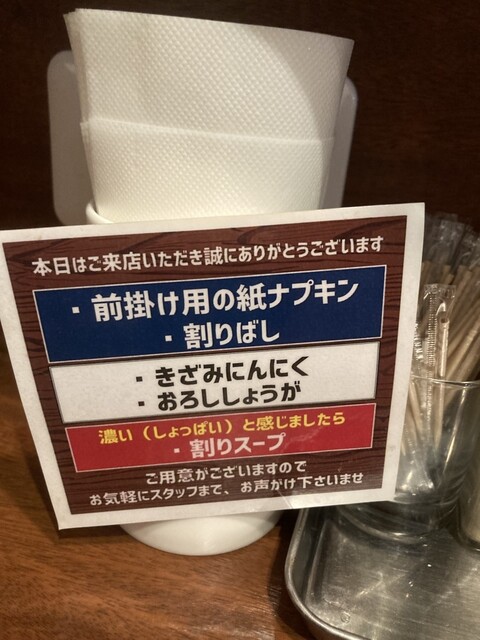 本日はご来店いただき誠にありがとうございます
・前掛け用の紙ナプキン
・割りばし
・きざみにんにく
・おろししょうが
濃い（しょっぱい）と感じましたら
・割りスープ
ご用意がございますので
お気軽にスタッフまで、お声がけ下さいませ